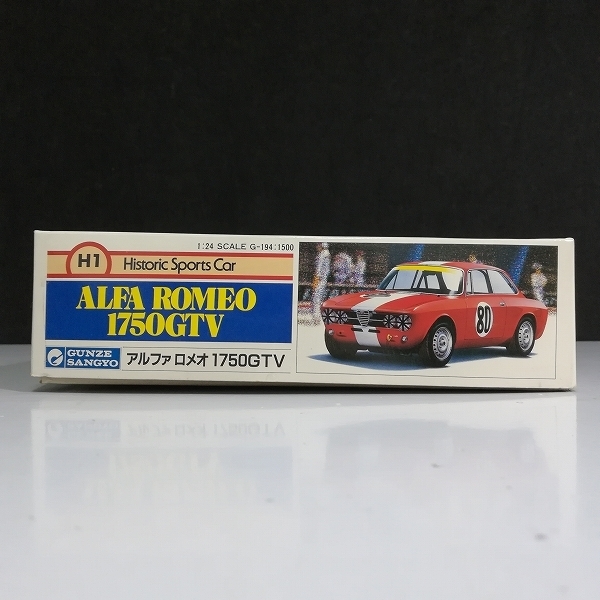 1:24 SCALE G-194:1500
H1 Historic Sports Car
ALFA ROMEO
1750GTV
GUNZE
SANGYO
アルファ ロメオ 1750GTV
80